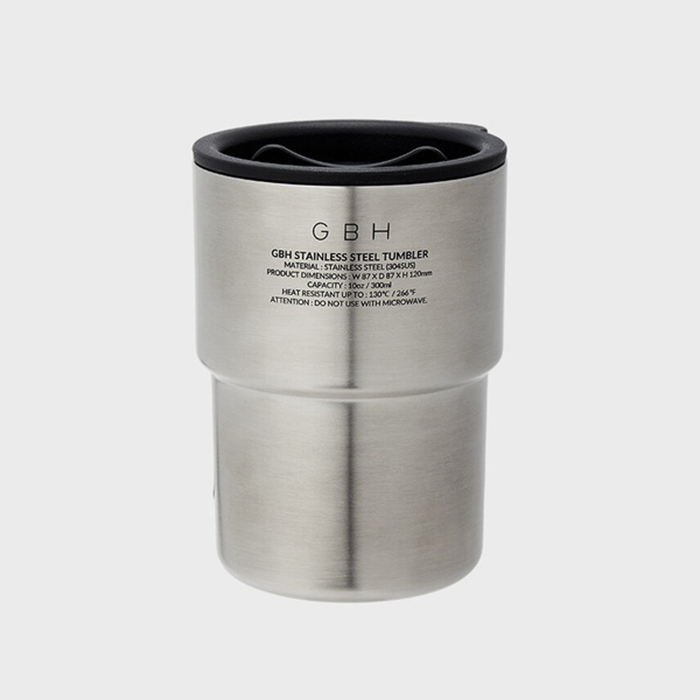 GBH
GBH STAINLESS STEEL TUMBLER
MATERIAL : STAINLESS STEEL (304SUS)
PRODUCT DIMENSIONS : W 87 X D 87 X H 120mm
CAPACITY : 10oz / 300ml
HEAT RESISTANT UP TO : 130℃ / 266℉
ATTENTION : DO NOT USE WITH MICROWAVE.